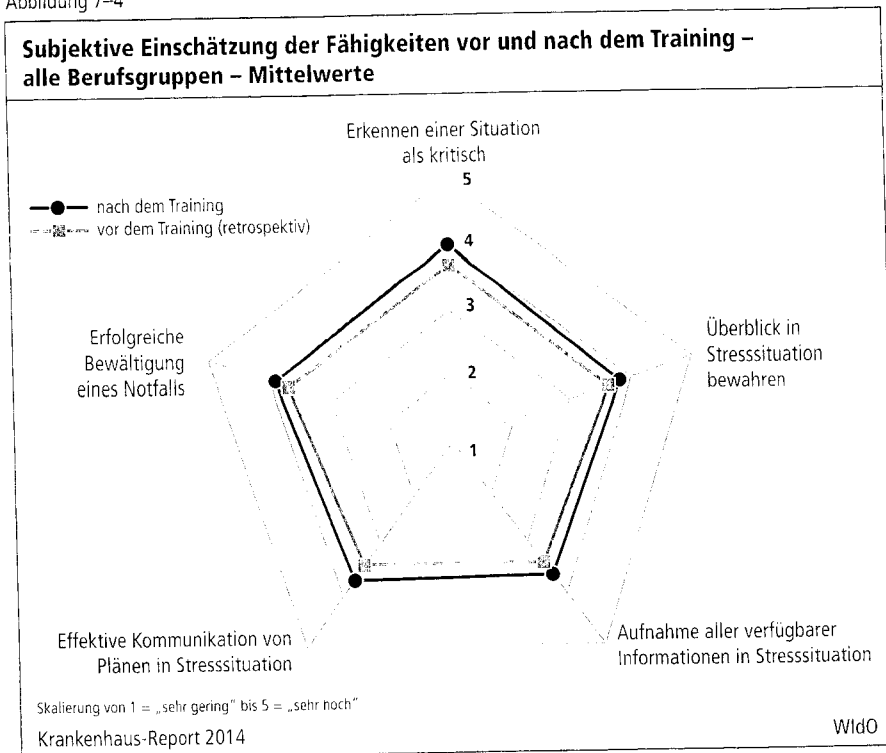 Abbildung 7–4
Subjektive Einschätzung der Fähigkeiten vor und nach dem Training –
alle Berufsgruppen – Mittelwerte
Erkennen einer Situation
als kritisch
nach dem Training
vor dem Training (retrospektiv)
5
4
3
2
1
Überblick in
Stresssituation
bewahren
Erfolgreiche
Bewältigung
eines Notfalls
Effektive Kommunikation von
Plänen in Stresssituation
Aufnahme aller verfügbarer
Informationen in Stresssituation
Skalierung von 1 = „sehr gering" bis 5 = „sehr hoch"
Krankenhaus-Report 2014
WIdO